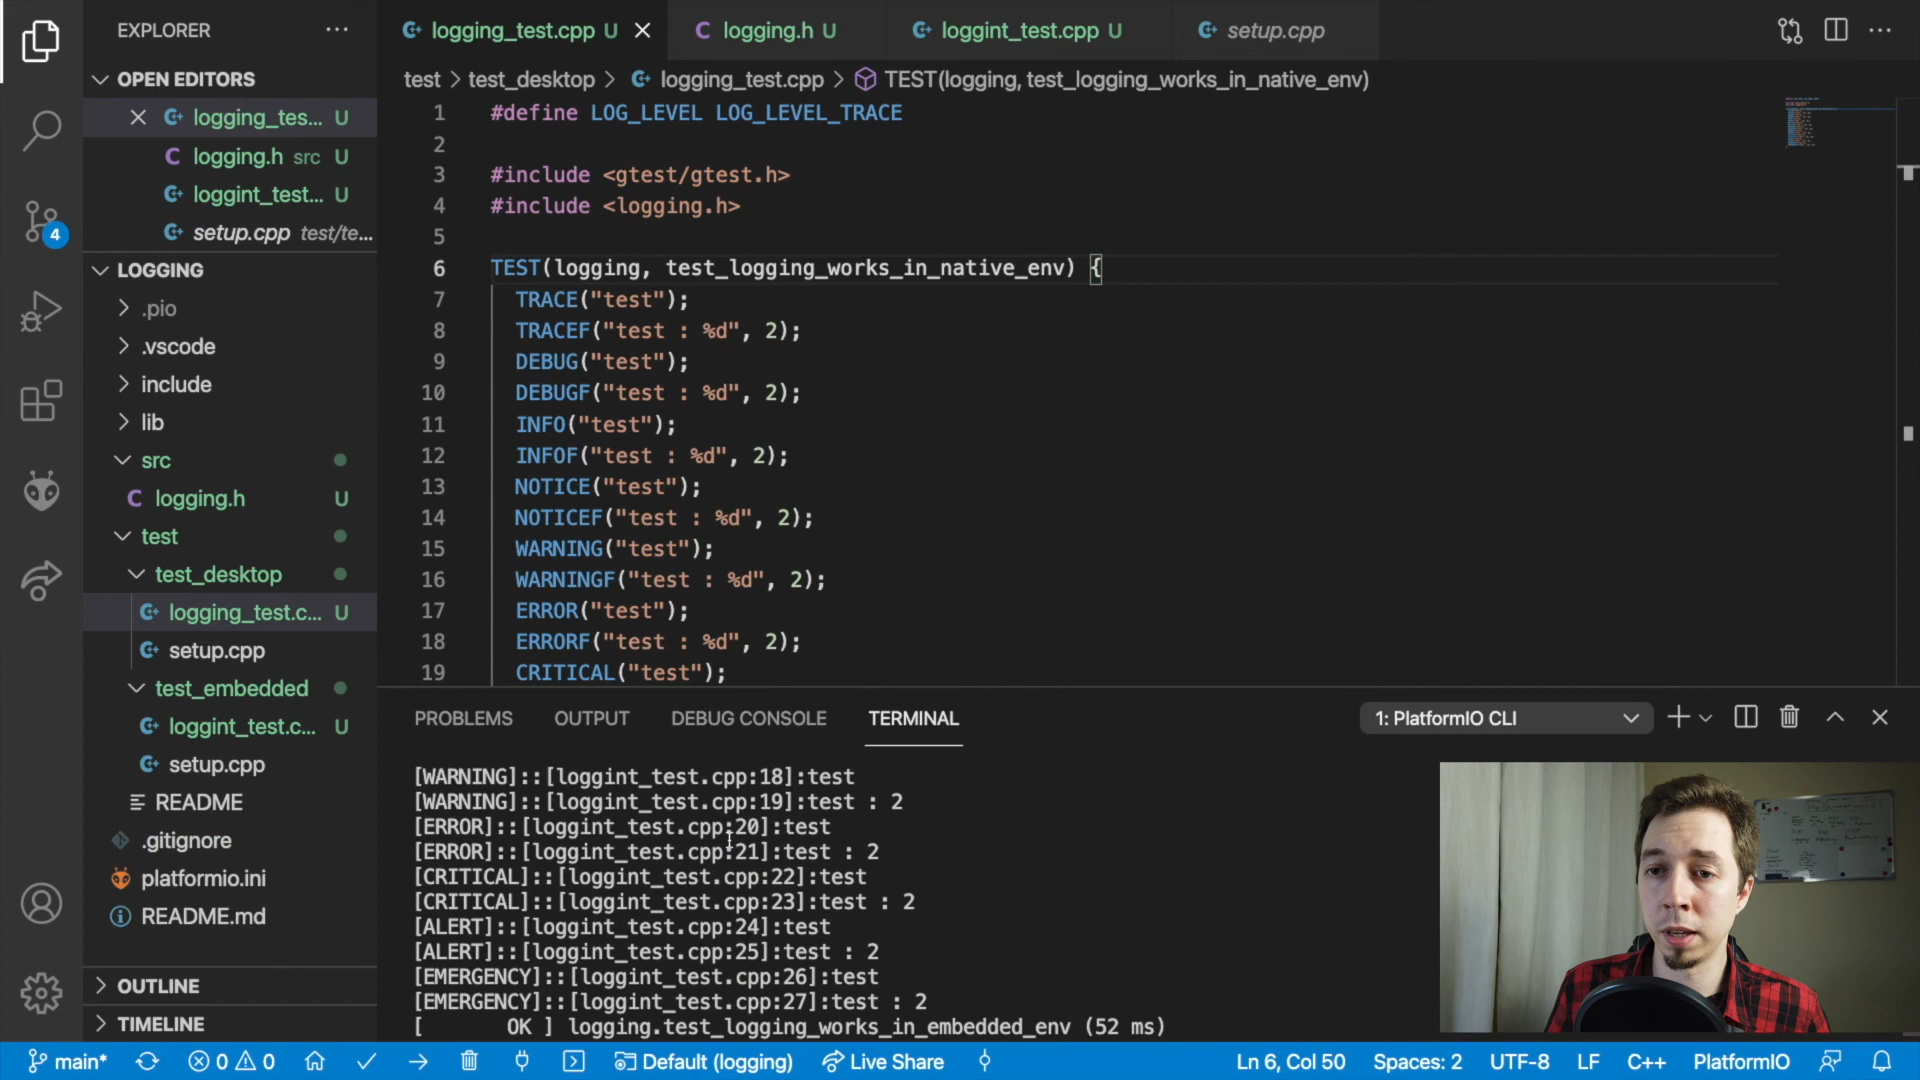 EXPLORER
logging_test.cpp U
logging.h U
loggint_test.cpp U
setup.cpp
OPEN EDITORS
logging_tes... U
logging.h src U
loggint_test... U
setup.cpp test/te...
4
LOGGING
.pio
.vscode
include
lib
src
logging.h U
test
test_desktop
logging_test.c... U
setup.cpp
test_embedded
loggint_test.c... U
setup.cpp
README
.gitignore
platformio.ini
README.md
OUTLINE
TIMELINE
test > test_desktop > logging_test.cpp > TEST(logging, test_logging_works_in_native_env)
1 #define LOG_LEVEL LOG_LEVEL_TRACE
2
3 #include <gtest/gtest.h>
4 #include <logging.h>
5
6 TEST(logging, test_logging_works_in_native_env) {
7 TRACE("test");
8 TRACEF("test : %d", 2);
9 DEBUG("test");
10 DEBUGF("test : %d", 2);
11 INFO("test");
12 INFOF("test : %d", 2);
13 NOTICE("test");
14 NOTICEF("test : %d", 2);
15 WARNING("test");
16 WARNINGF("test : %d", 2);
17 ERROR("test");
18 ERRORF("test : %d", 2);
19 CRITICAL("test");
PROBLEMS OUTPUT DEBUG CONSOLE TERMINAL 1: PlatformIO CLI
[WARNING]::[loggint_test.cpp:18]:test
[WARNING]::[loggint_test.cpp:19]:test : 2
[ERROR]::[loggint_test.cpp:20]:test
[ERROR]::[loggint_test.cpp:21]:test : 2
[CRITICAL]::[loggint_test.cpp:22]:test
[CRITICAL]::[loggint_test.cpp:23]:test : 2
[ALERT]::[loggint_test.cpp:24]:test
[ALERT]::[loggint_test.cpp:25]:test : 2
[EMERGENCY]::[loggint_test.cpp:26]:test
[EMERGENCY]::[loggint_test.cpp:27]:test : 2
[       OK ] logging.test_logging_works_in_embedded_env (52 ms)
main* 0 0 Default (logging) Live Share Ln 6, Col 50 Spaces: 2 UTF-8 LF C++ PlatformIO